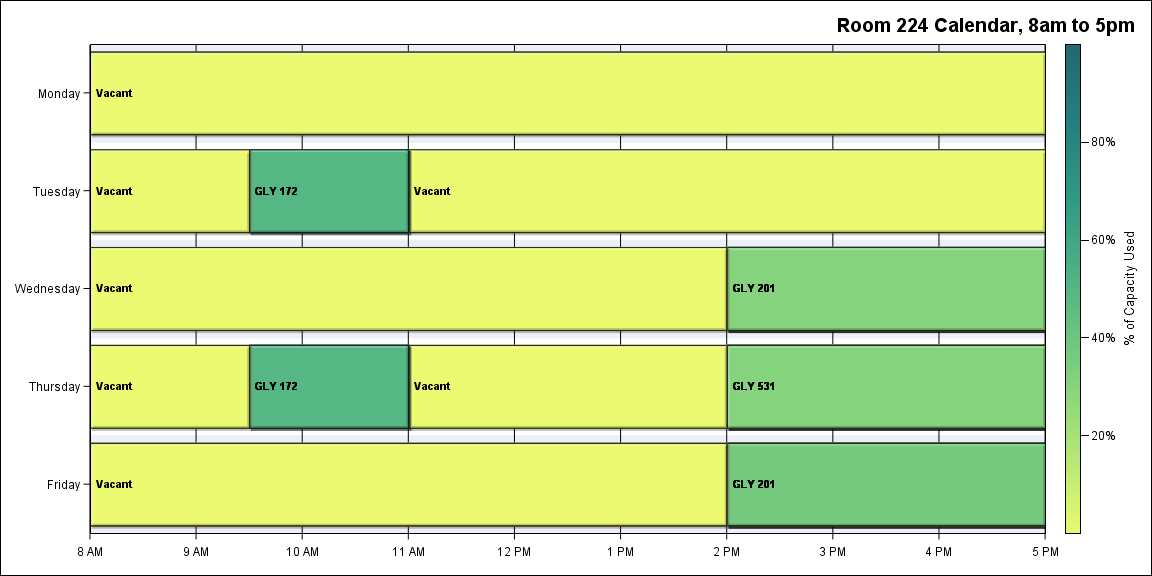 Room 224 Calendar, 8am to 5pm
Monday
Vacant
Tuesday
Vacant
GLY 172
Vacant
Wednesday
Vacant
GLY 201
Thursday
Vacant
GLY 172
Vacant
GLY 531
Friday
Vacant
GLY 201
8 AM
9 AM
10 AM
11 AM
12 PM
1 PM
2 PM
3 PM
4 PM
5 PM
80%
60%
40%
20%
% of Capacity Used